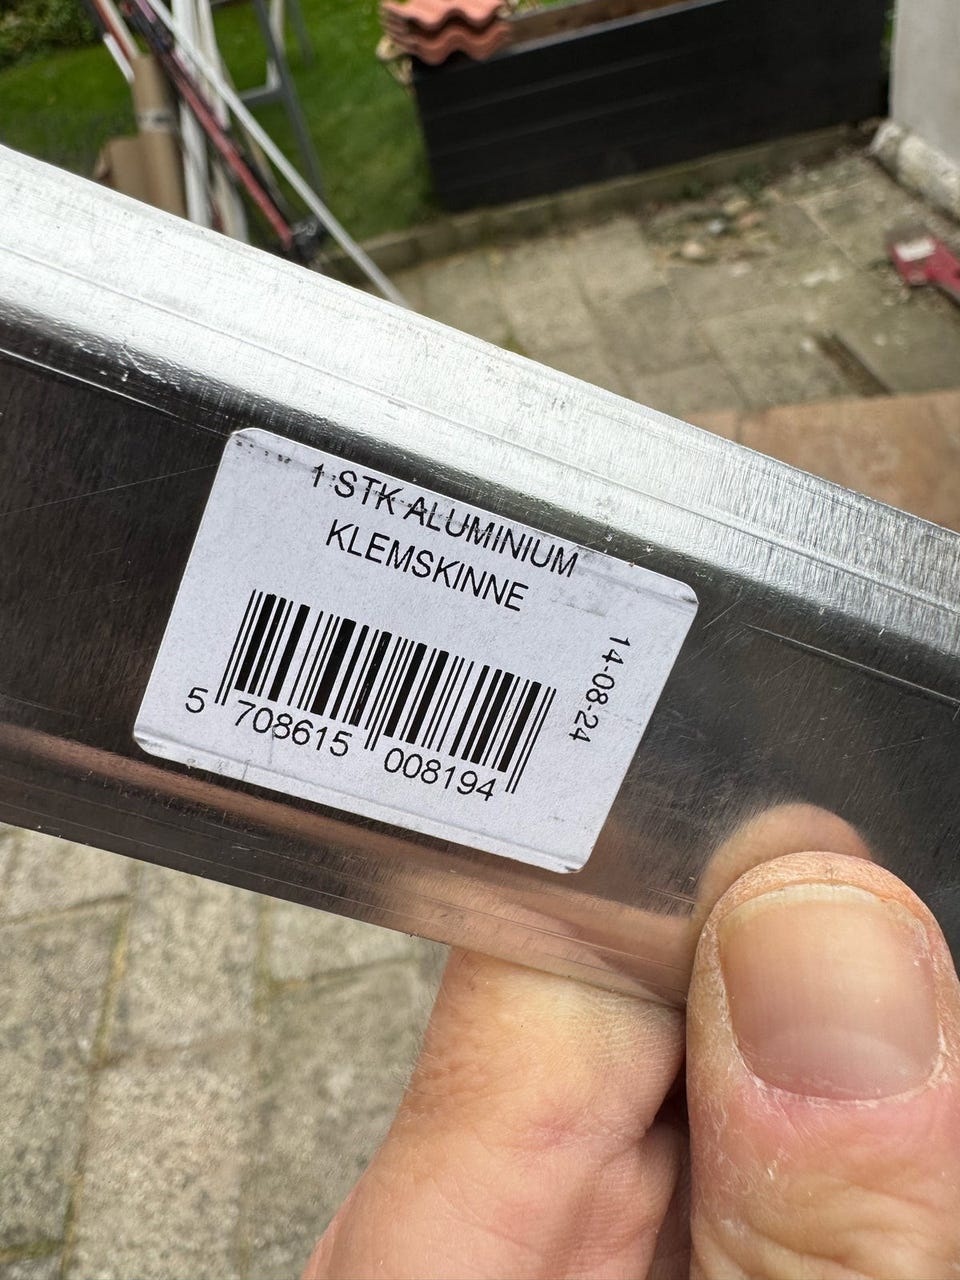 1 STK ALUMINIUM
KLEMSKINNE
14-08-24
5 708615 008194